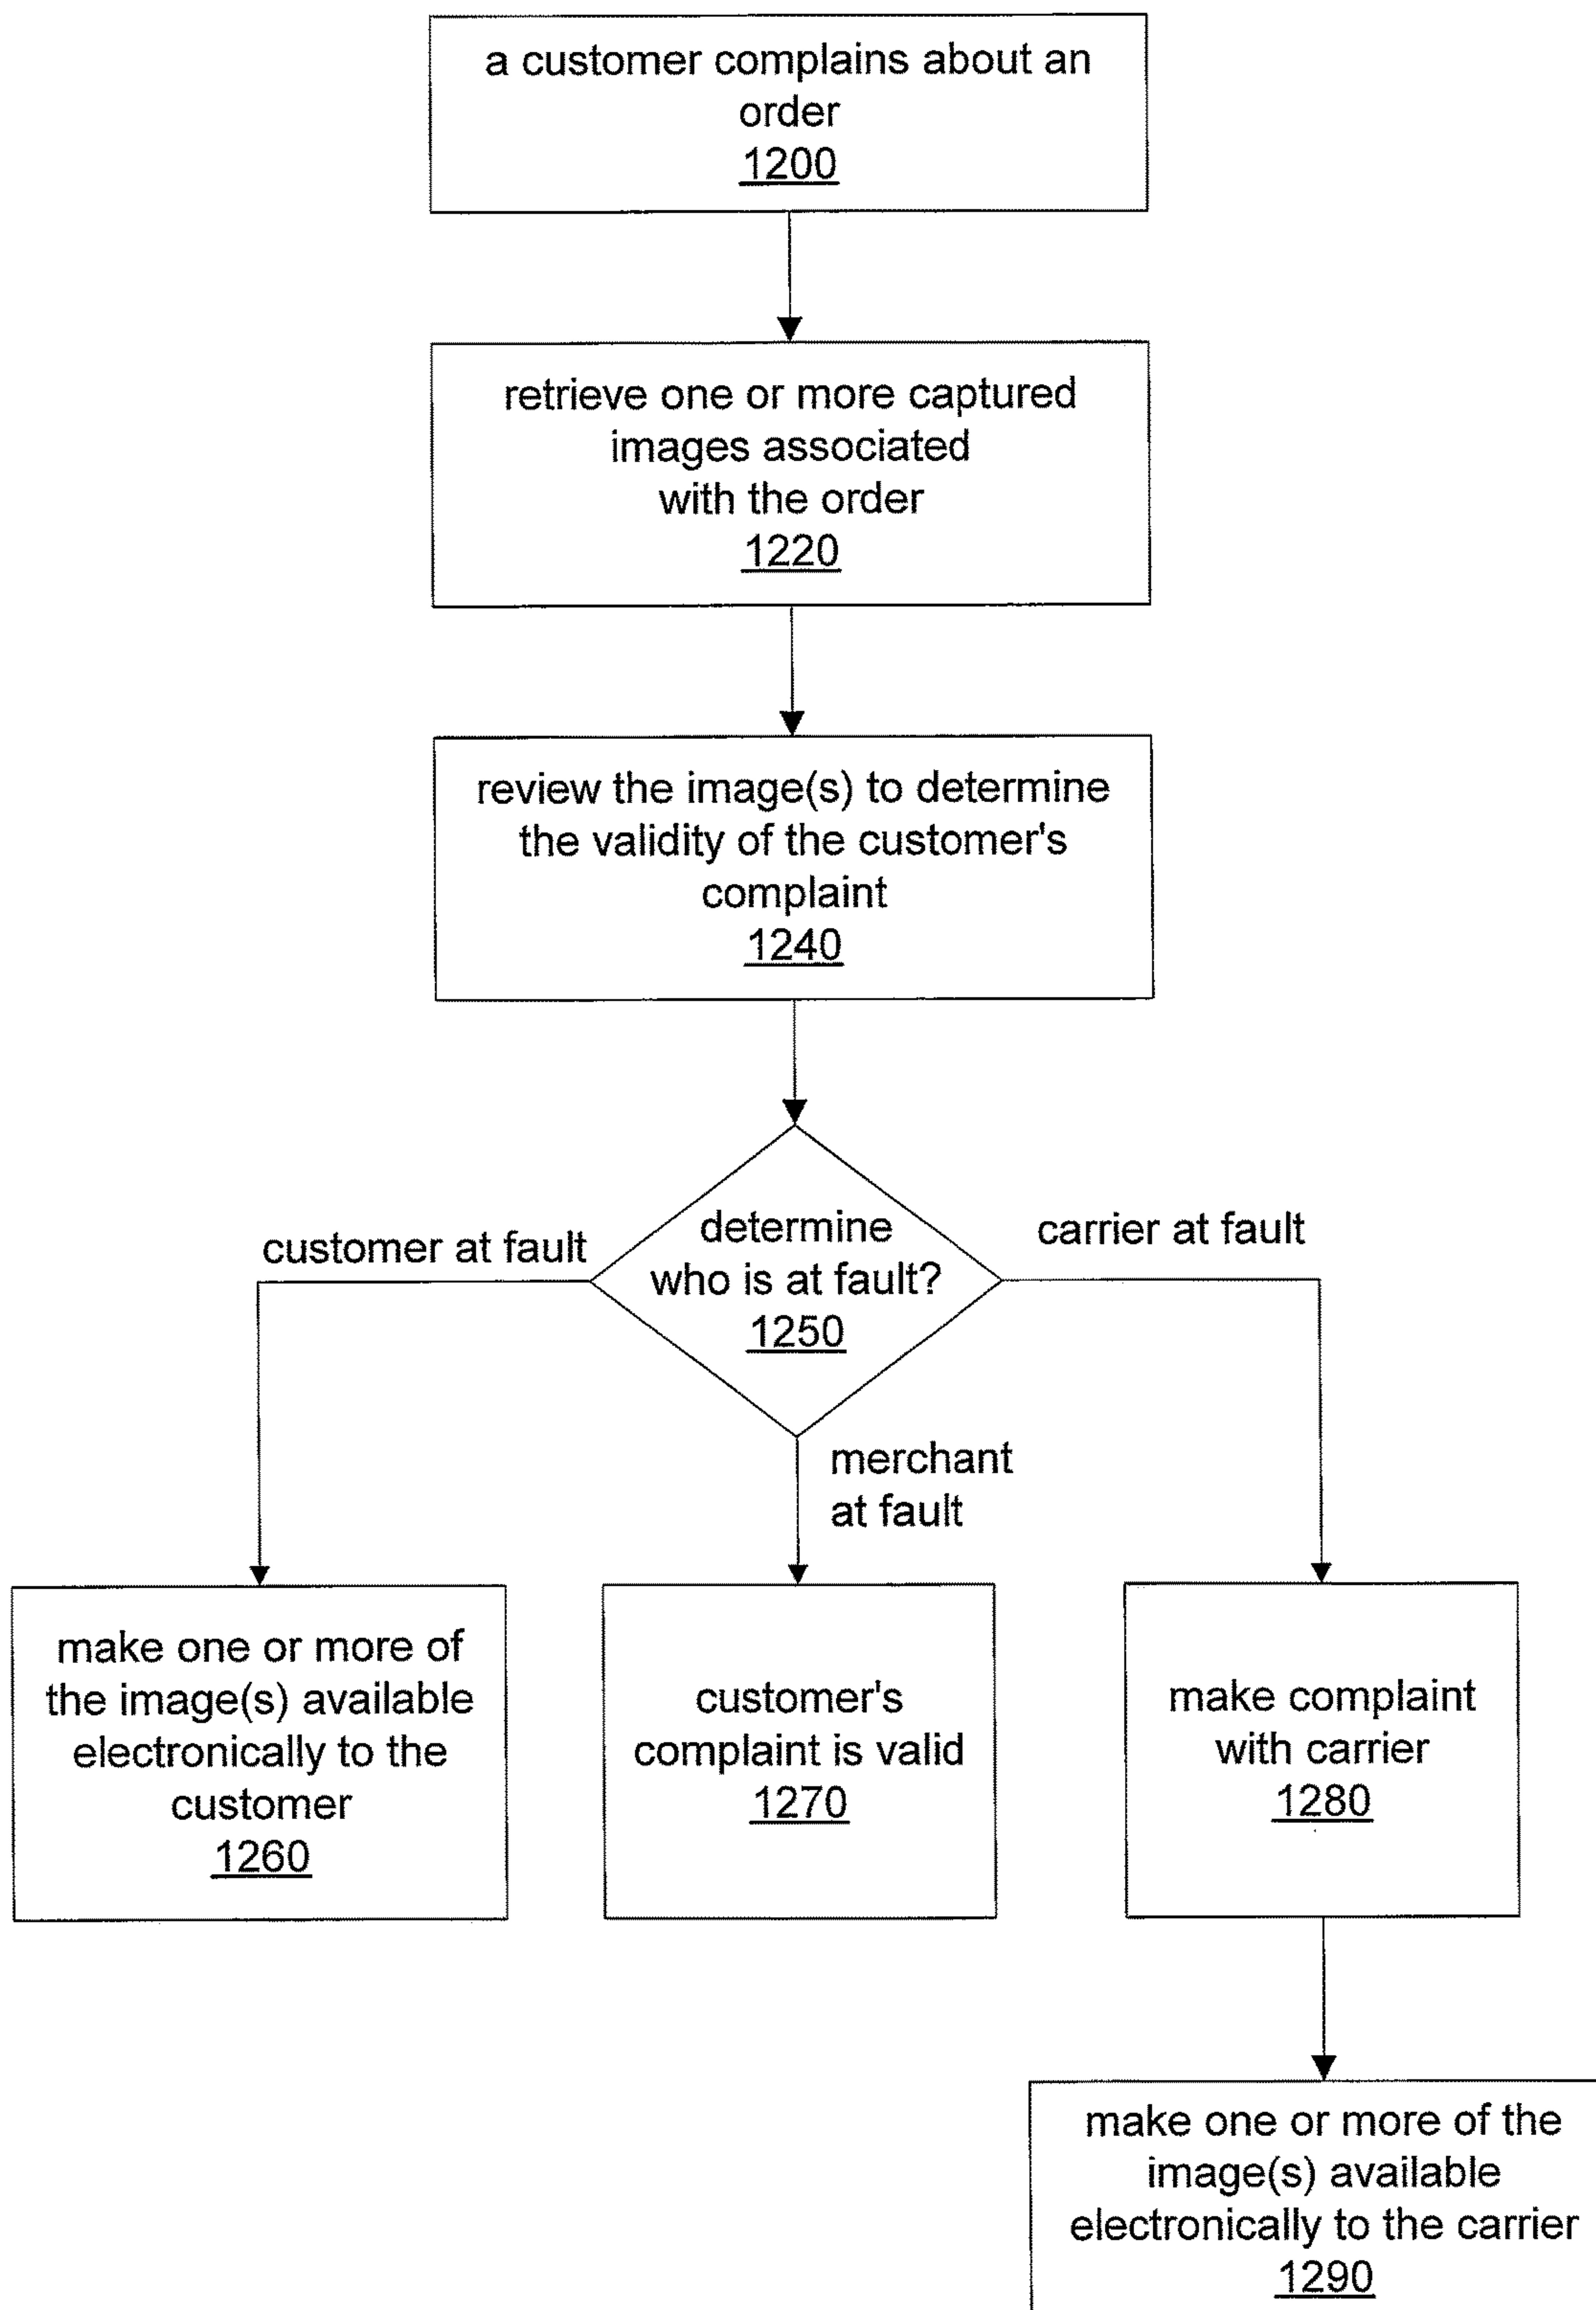 a customer complains about an
order
1200
retrieve one or more captured
images associated
with the order
1220
review the image(s) to determine
the validity of the customer's
complaint
1240
determine
who is at fault?
1250
customer at fault
carrier at fault
merchant
at fault
make one or more of
the image(s) available
electronically to the
customer
1260
customer's
complaint is valid
1270
make complaint
with carrier
1280
make one or more of the
image(s) available
electronically to the carrier
1290